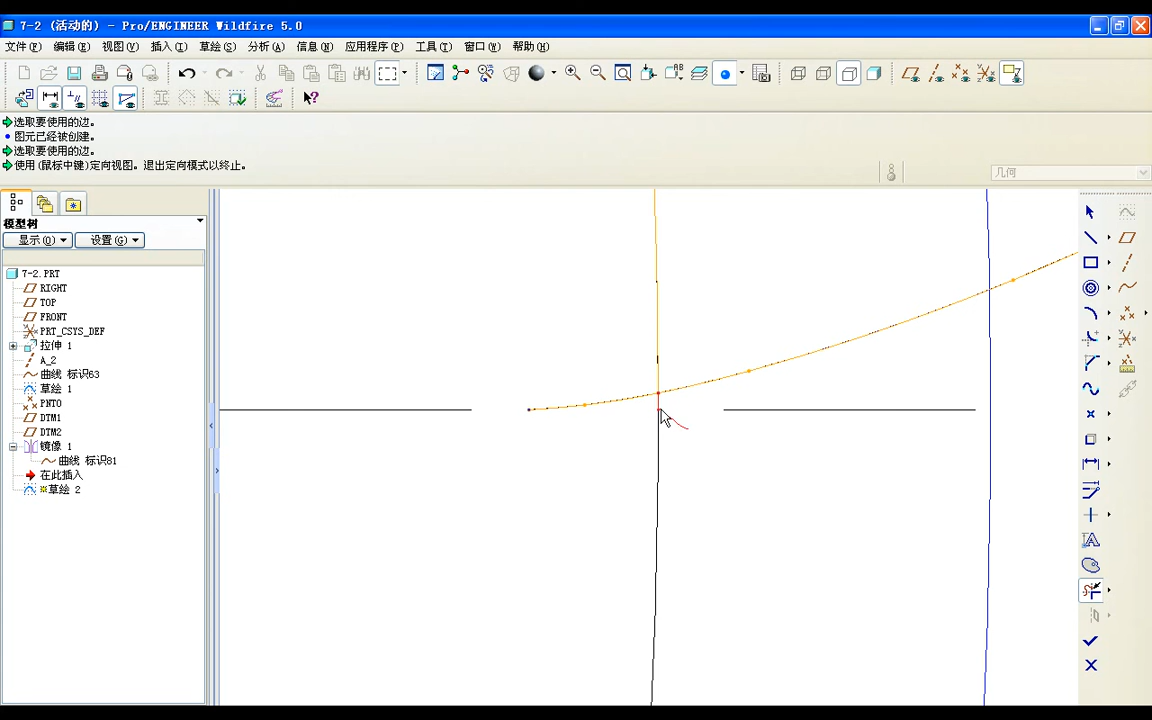 7-2 (活动的) - Pro/ENGINEER Wildfire 5.0
文件(F) 编辑(E) 视图(V) 插入(I) 草绘(S) 分析(A) 信息(N) 应用程序(P) 工具(T) 窗口(W) 帮助(H)
选取要使用的边。
图元已经被创建。
选取要使用的边。
使用(鼠标中键)定向视图。退出定向模式以终止。
几何
模型树
显示(O) 设置(G)
7-2.PRT
RIGHT
TOP
FRONT
PRT_CSYS_DEF
拉伸 1
A_2
曲线 标识63
草绘 1
PNT0
DTM1
DTM2
镜像 1
曲线 标识81
在此插入
草绘 2